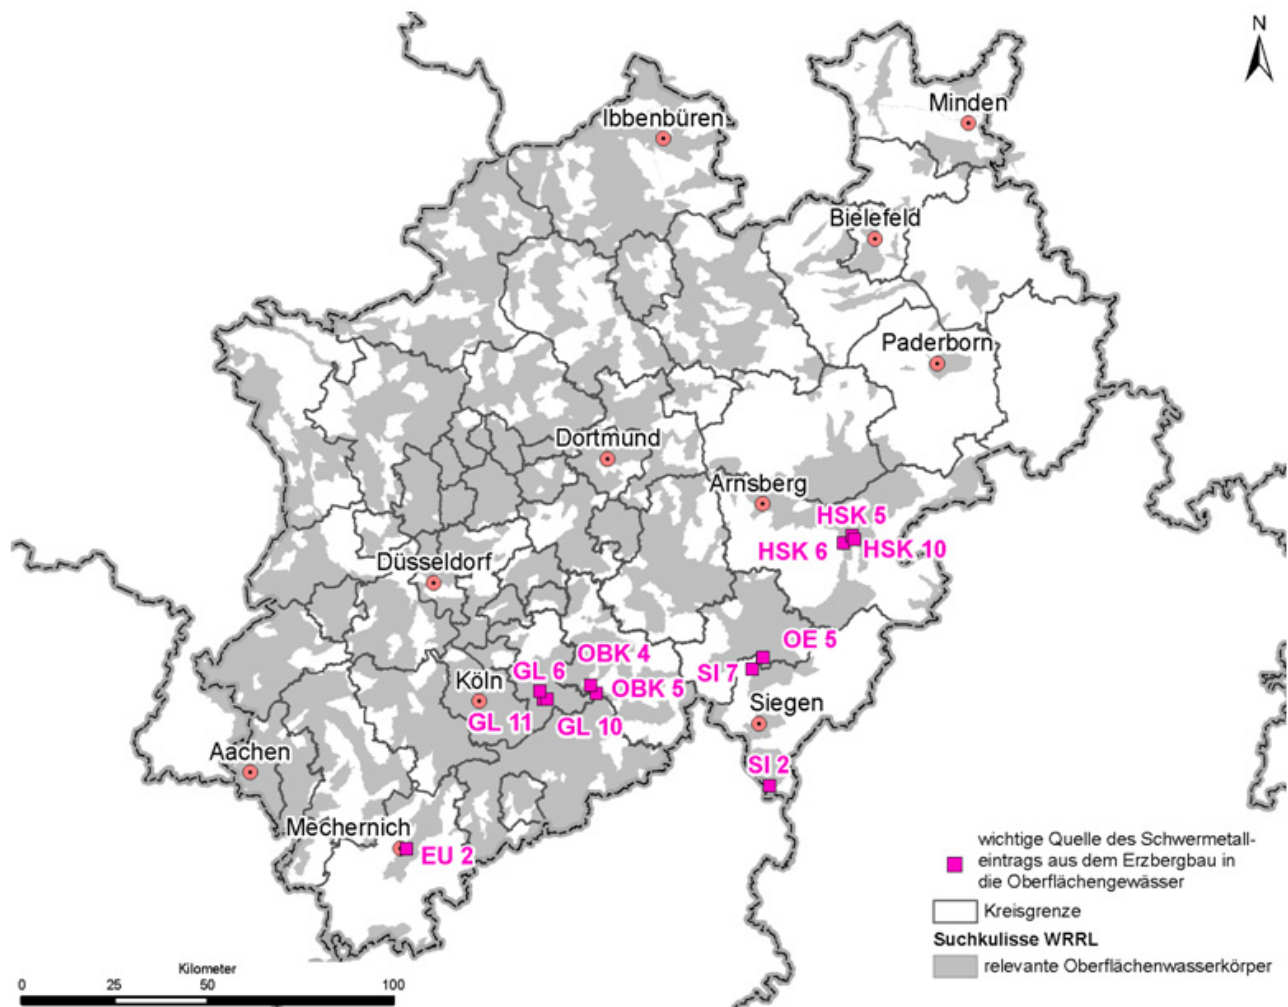 N
Minden
Ibbenbüren
Bielefeld
Paderborn
Dortmund
Arnsberg
HSK 5
HSK 6
HSK 10
Düsseldorf
OE 5
OBK 4
SI 7
GL 6
Köln
OBK 5
Siegen
GL 11
GL 10
Aachen
SI 2
Mechernich
EU 2
wichtige Quelle des Schwermetall-
eintrags aus dem Erzbergbau in
die Oberflächengewässer
Kreisgrenze
Suchkulisse WRRL
relevante Oberflächenwasserkörper
Kilometer
0 25 50 100